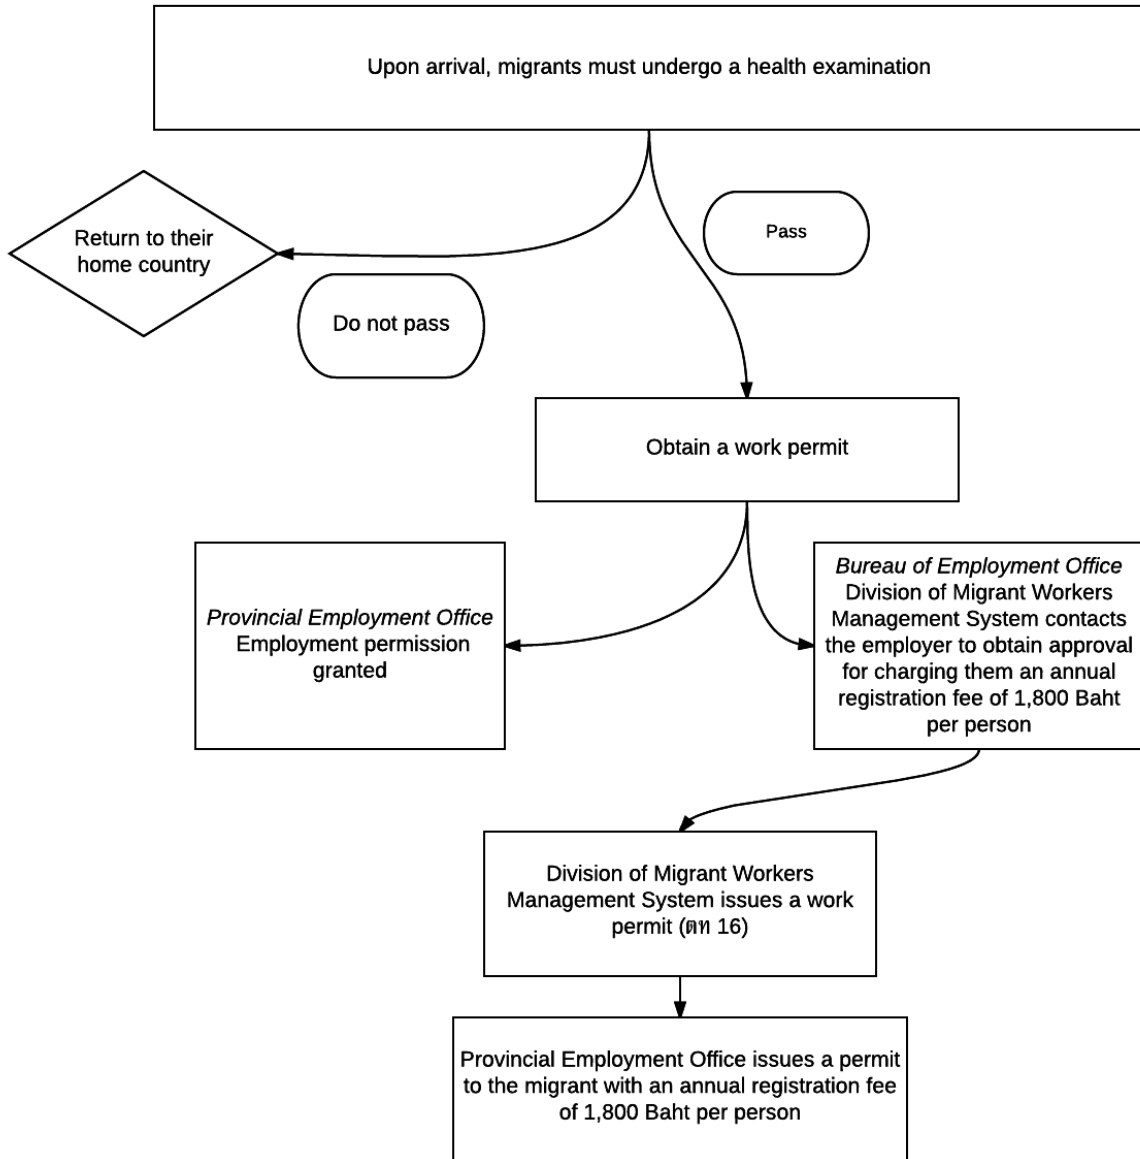 Upon arrival, migrants must undergo a health examination
Pass
Return to their
home country
Do not pass
Obtain a work permit
Provincial Employment Office
Employment permission
granted
Bureau of Employment Office
Division of Migrant Workers
Management System contacts
the employer to obtain approval
for charging them an annual
registration fee of 1,800 Baht
per person
Division of Migrant Workers
Management System issues a work
permit (ตท 16)
Provincial Employment Office issues a permit
to the migrant with an annual registration fee
of 1,800 Baht per person